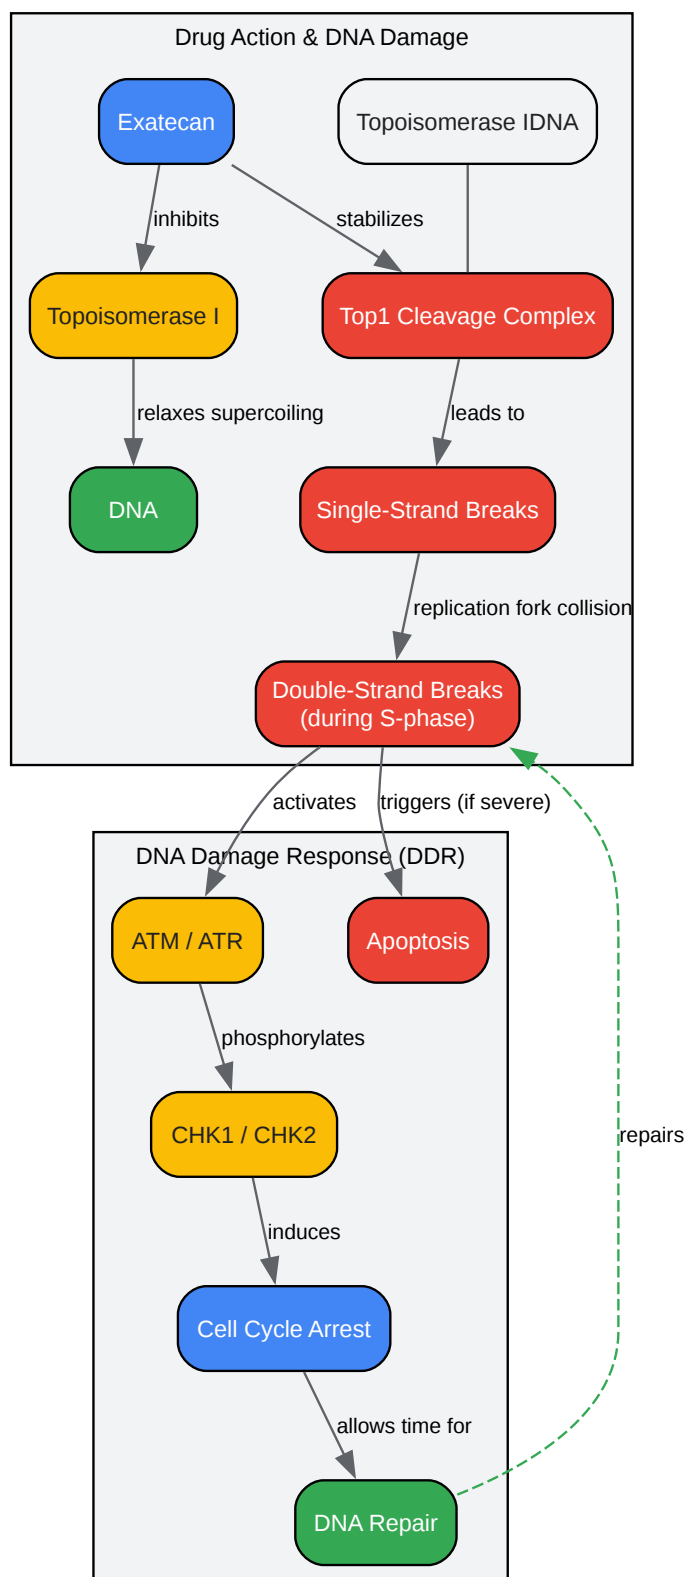 Drug Action & DNA Damage
Exatecan
Topoisomerase IDNA
inhibits
stabilizes
Topoisomerase I
Top1 Cleavage Complex
relaxes supercoiling
leads to
DNA
Single-Strand Breaks
replication fork collision
Double-Strand Breaks
(during S-phase)
activates
triggers (if severe)
DNA Damage Response (DDR)
ATM / ATR
Apoptosis
phosphorylates
CHK1 / CHK2
repairs
induces
Cell Cycle Arrest
allows time for
DNA Repair